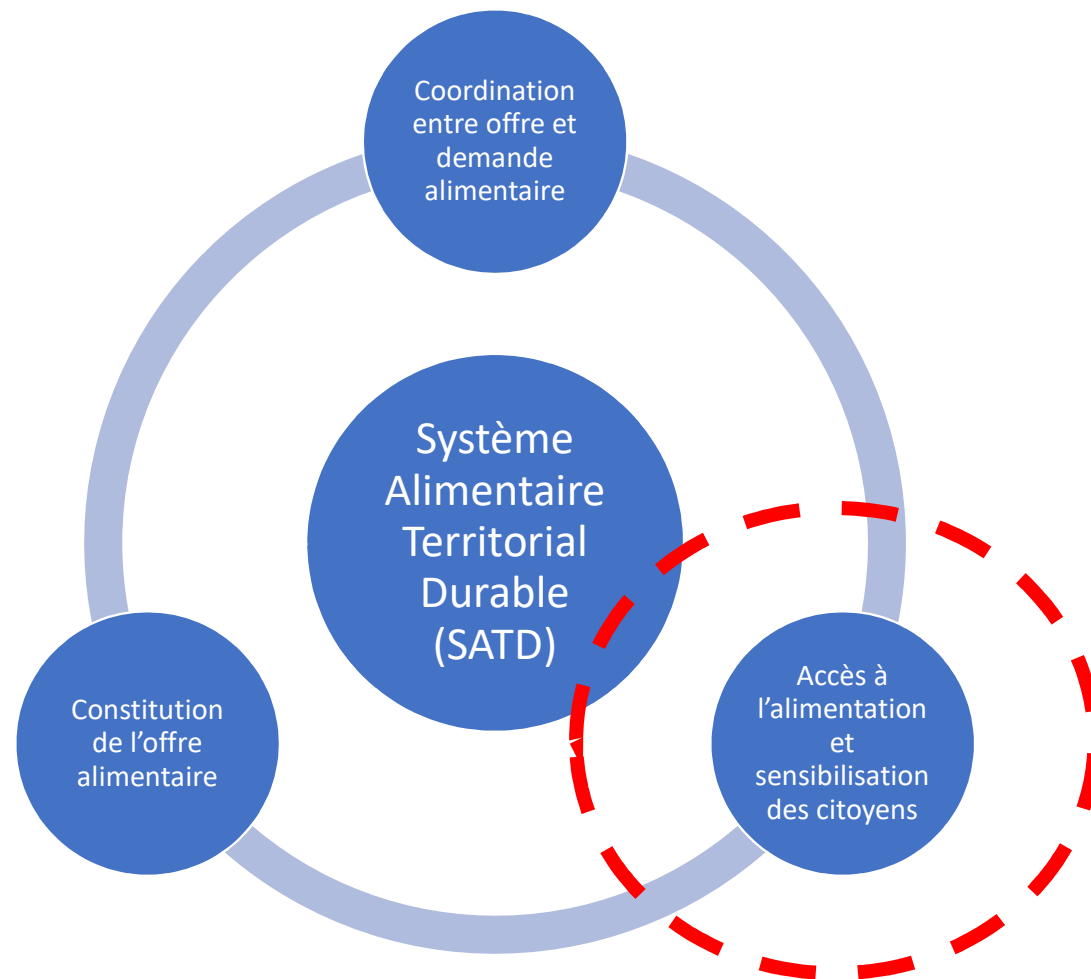 Coordination
entre offre et
demande
alimentaire
Système
Alimentaire
Territorial
Durable
(SATD)
Constitution
de l’offre
alimentaire
Accès à
l’alimentation
et
sensibilisation
des citoyens